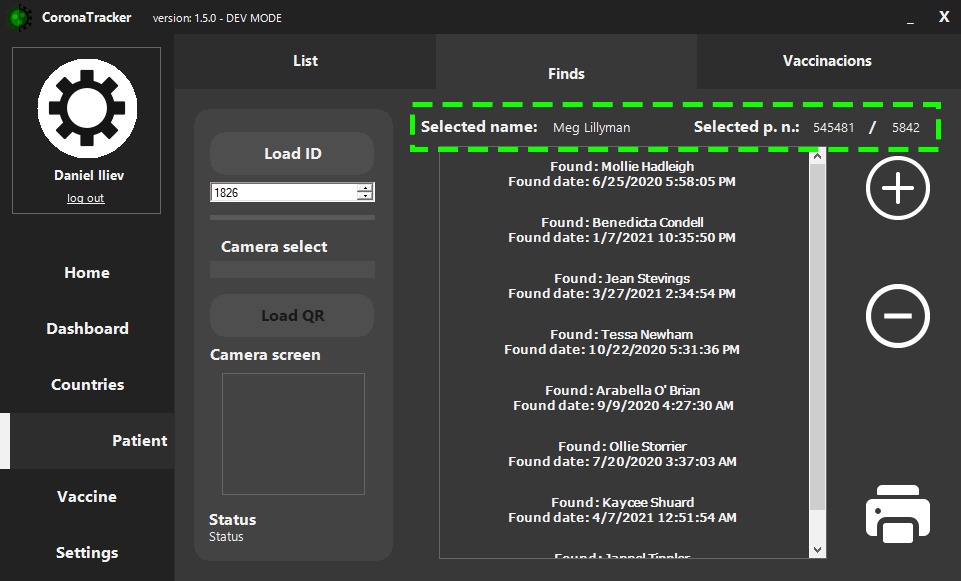 CoronaTracker version: 1.5.0 - DEV MODE _ X
Daniel Iliev
log out
Home
Dashboard
Countries
Patient
Vaccine
Settings
List
Finds
Vaccinacions
Load ID
1826
Camera select
Load QR
Camera screen
Status
Status
Selected name: Meg Lillyman Selected p. n.: 545481 / 5842
Found: Mollie Hadleigh
Found date: 6/25/2020 5:58:05 PM
Found: Benedicta Condell
Found date: 1/7/2021 10:35:50 PM
Found: Jean Stevings
Found date: 3/27/2021 2:34:54 PM
Found: Tessa Newham
Found date: 10/22/2020 5:31:36 PM
Found: Arabella O' Brian
Found date: 9/9/2020 4:27:30 AM
Found: Ollie Storrier
Found date: 7/20/2020 3:37:03 AM
Found: Kaycee Shuard
Found date: 4/7/2021 12:51:54 AM
Found: